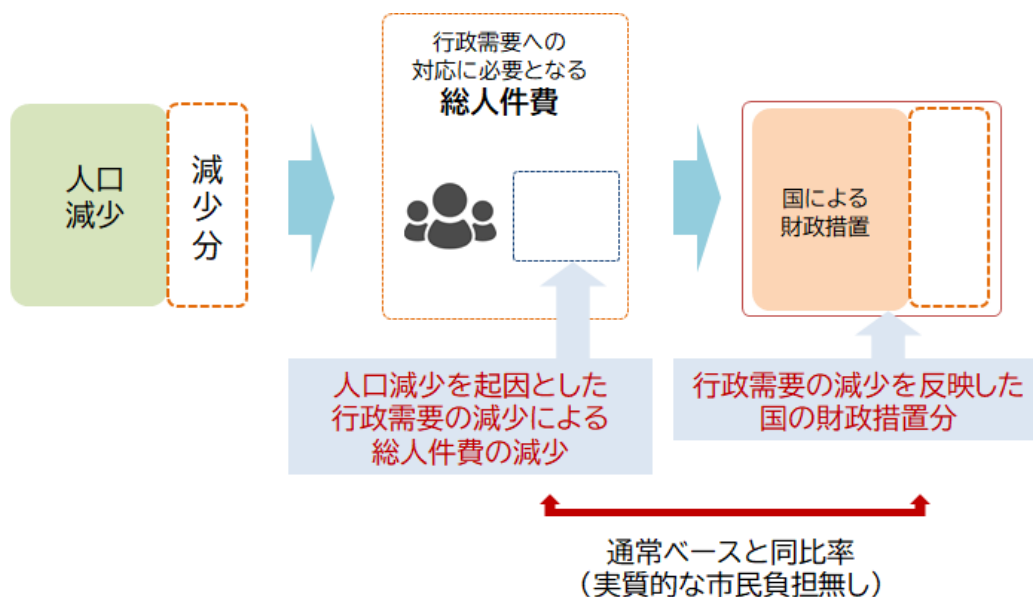 人口
減少
減少分
行政需要への
対応に必要となる
総人件費
国による
財政措置
人口減少を起因とした
行政需要の減少による
総人件費の減少
行政需要の減少を反映した
国の財政措置分
通常ベースと同比率
（実質的な市民負担無し）